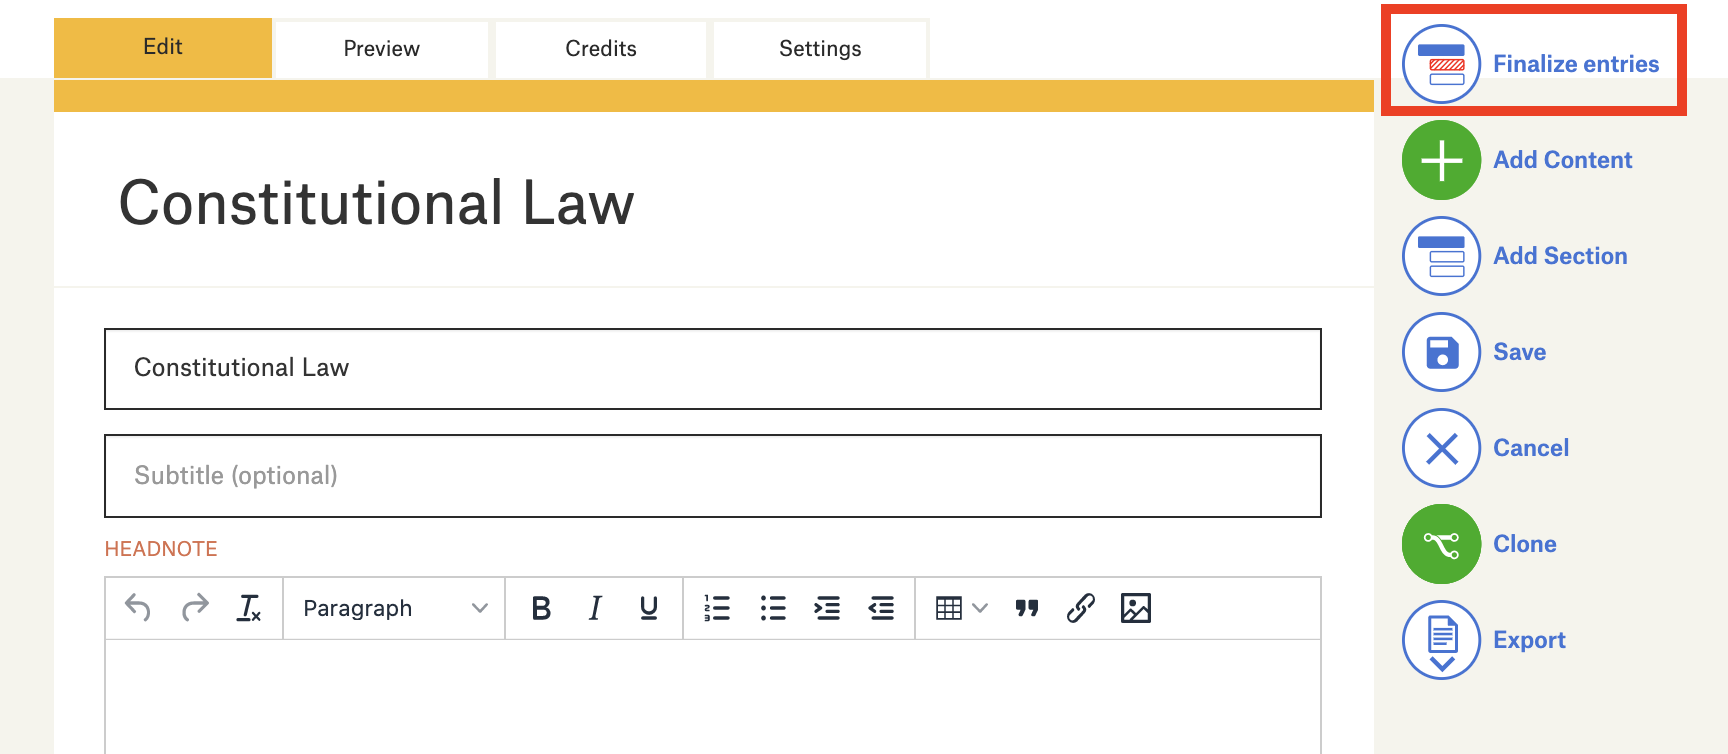 Edit
Preview
Credits
Settings
Finalize entries
Add Content
Add Section
Save
Cancel
Clone
Export
Constitutional Law
Constitutional Law
Subtitle (optional)
HEADNOTE
Paragraph
B I U